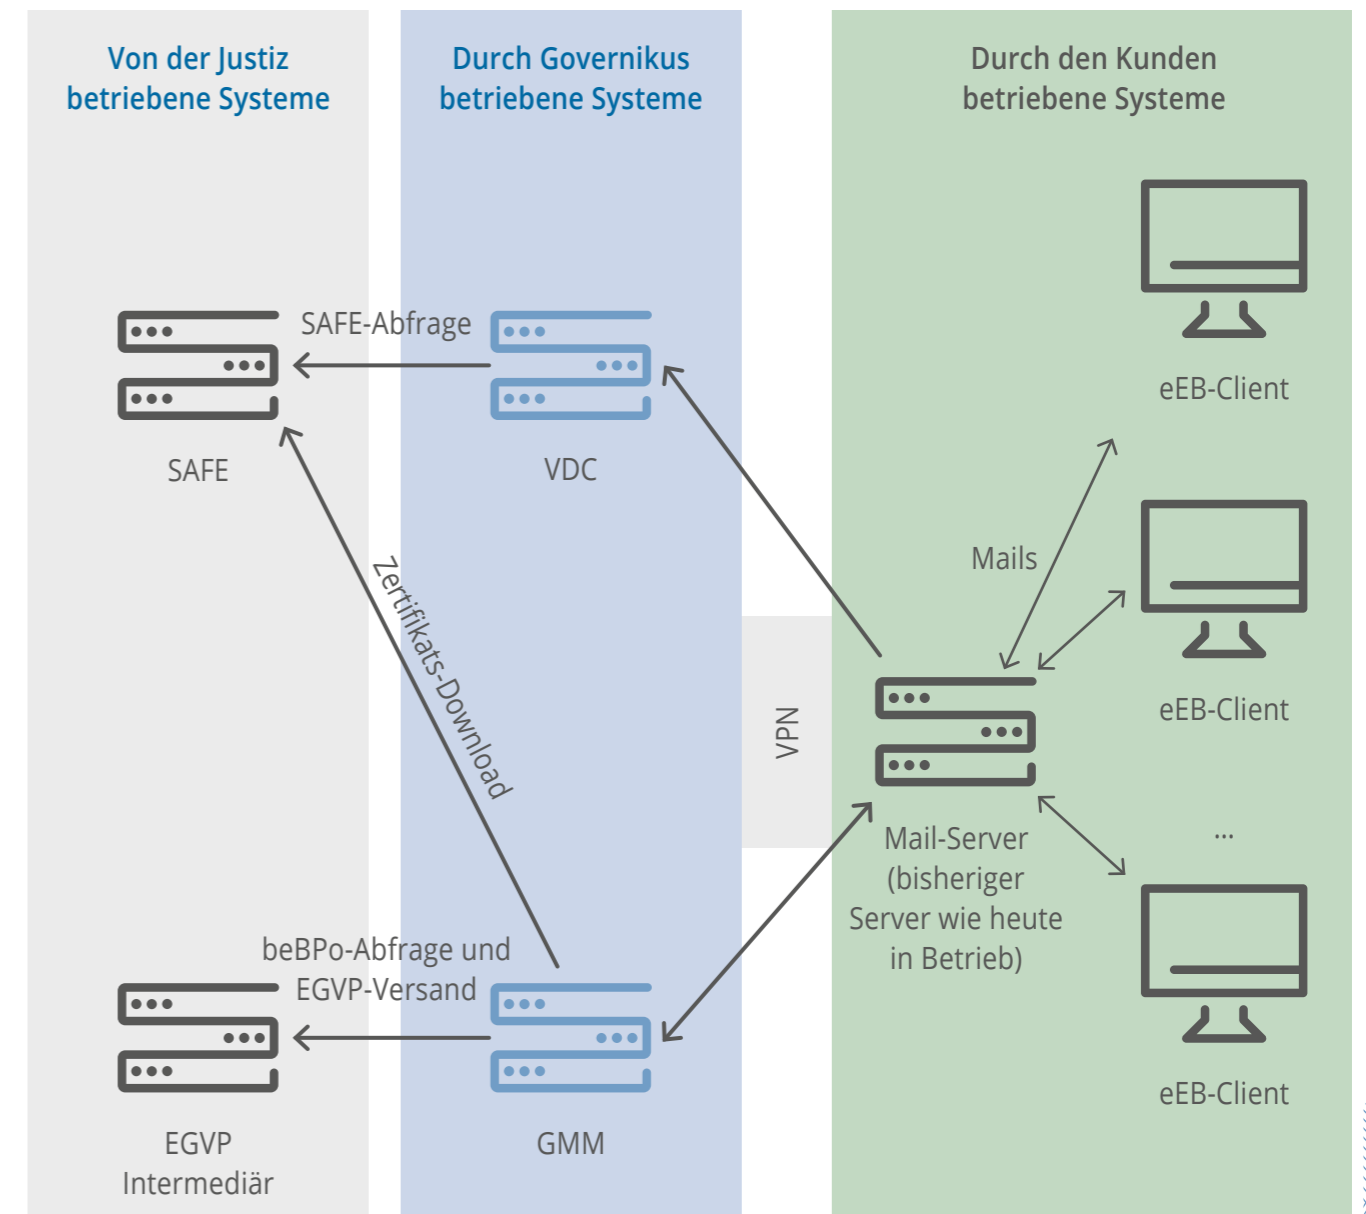 Von der Justiz
betriebene Systeme
Durch Governikus
betriebene Systeme
Durch den Kunden
betriebene Systeme
SAFE-Abfrage
SAFE
VDC
eEB-Client
Zertifikats-Download
Mails
eEB-Client
VPN
Mail-Server
(bisheriger
Server wie heute
in Betrieb)
...
beBPo-Abfrage und
EGVP-Versand
EGVP
Intermediär
GMM
eEB-Client